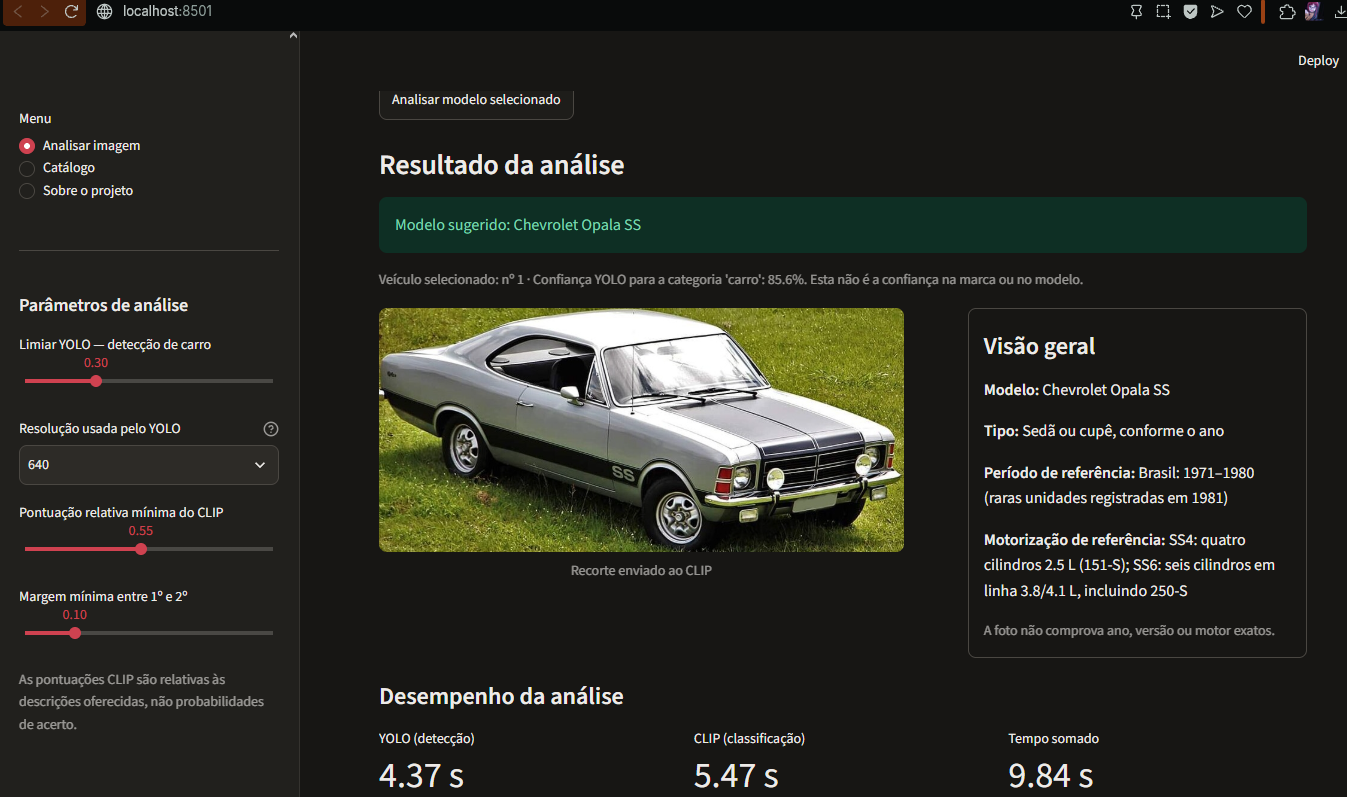 localhost:8501
Deploy
Menu
Analisar imagem
Catálogo
Sobre o projeto
Parâmetros de análise
Limiar YOLO — detecção de carro
0.30
Resolução usada pelo YOLO
640
Pontuação relativa mínima do CLIP
0.55
Margem mínima entre 1º e 2º
0.10
As pontuações CLIP são relativas às
descrições oferecidas, não probabilidades
de acerto.
Analisar modelo selecionado
Resultado da análise
Modelo sugerido: Chevrolet Opala SS
Veículo selecionado: nº 1 · Confiança YOLO para a categoria 'carro': 85.6%. Esta não é a confiança na marca ou no modelo.
SS
Recorte enviado ao CLIP
Visão geral
Modelo: Chevrolet Opala SS
Tipo: Sedã ou cupê, conforme o ano
Período de referência: Brasil: 1971–1980
(raras unidades registradas em 1981)
Motorização de referência: SS4: quatro
cilindros 2.5 L (151-S); SS6: seis cilindros em
linha 3.8/4.1 L, incluindo 250-S
A foto não comprova ano, versão ou motor exatos.
Desempenho da análise
YOLO (detecção)
4.37 s
CLIP (classificação)
5.47 s
Tempo somado
9.84 s